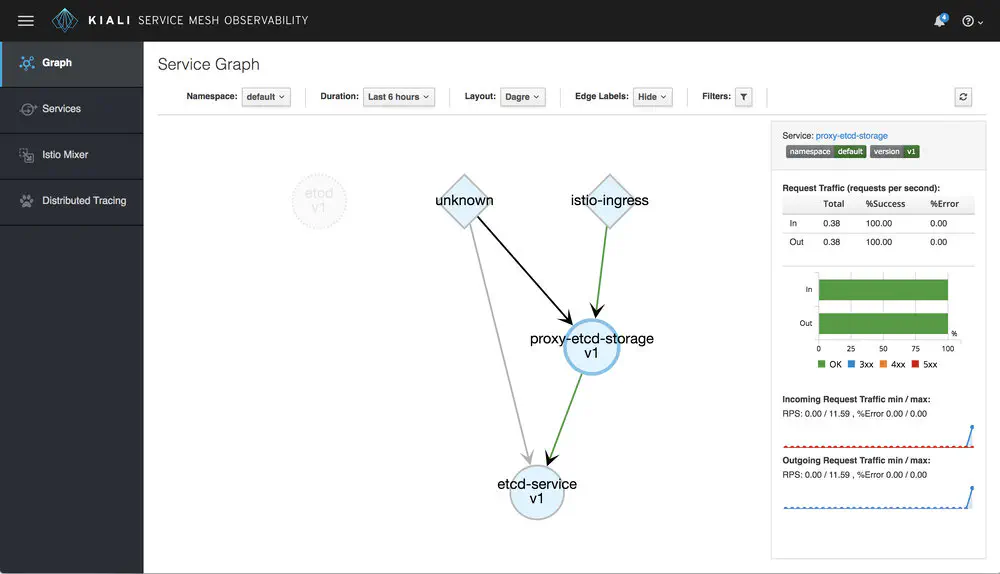 KIALI SERVICE MESH OBSERVABILITY
4
Graph
Services
Istio Mixer
Distributed Tracing
Service Graph
Namespace: default Duration: Last 6 hours Layout: Dagre Edge Labels: Hide Filters:
etcd
v1
unknown
istio-ingress
proxy-etcd-storage
v1
etcd-service
v1
Service: proxy-etcd-storage
namespace default version v1
Request Traffic (requests per second):
Total %Success %Error
In 0.38 100.00 0.00
Out 0.38 100.00 0.00
In
Out
%
0 25 50 75 100
OK 3xx 4xx 5xx
Incoming Request Traffic min / max:
RPS: 0.00 / 11.59 , %Error 0.00 / 0.00
Outgoing Request Traffic min / max:
RPS: 0.00 / 11.59 , %Error 0.00 / 0.00